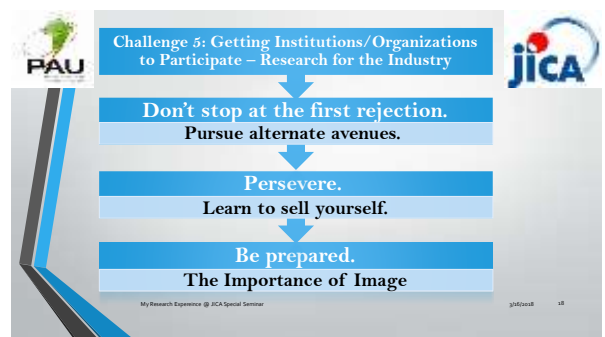 PAU
jICA
Challenge 5: Getting Institutions/Organizations
to Participate – Research for the Industry
Don't stop at the first rejection.
Pursue alternate avenues.
Persevere.
Learn to sell yourself.
Be prepared.
The Importance of Image
My Research Expereince @ JICA Special Seminar
3/16/2018
18